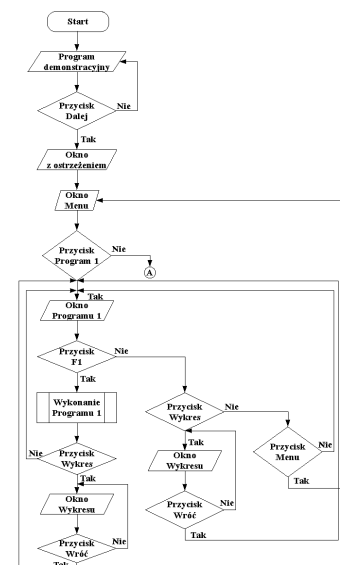 Start
Program
demonstracyjny
Przycisk
Dalej
Nie
Tak
Okno
z ostrzeżeniem
Okno
Menu
Przycisk
Program 1
Nie
A
Tak
Okno
Programu 1
Przycisk
F1
Nie
Tak
Wykonanie
Programu 1
Przycisk
Wykres
Nie
Tak
Okno
Wykresu
Przycisk
Wróć
Nie
Tak
Przycisk
Menu
Nie
Tak
Przycisk
Wykres
Nie
Tak
Okno
Wykresu
Przycisk
Wróć
Nie
Tak